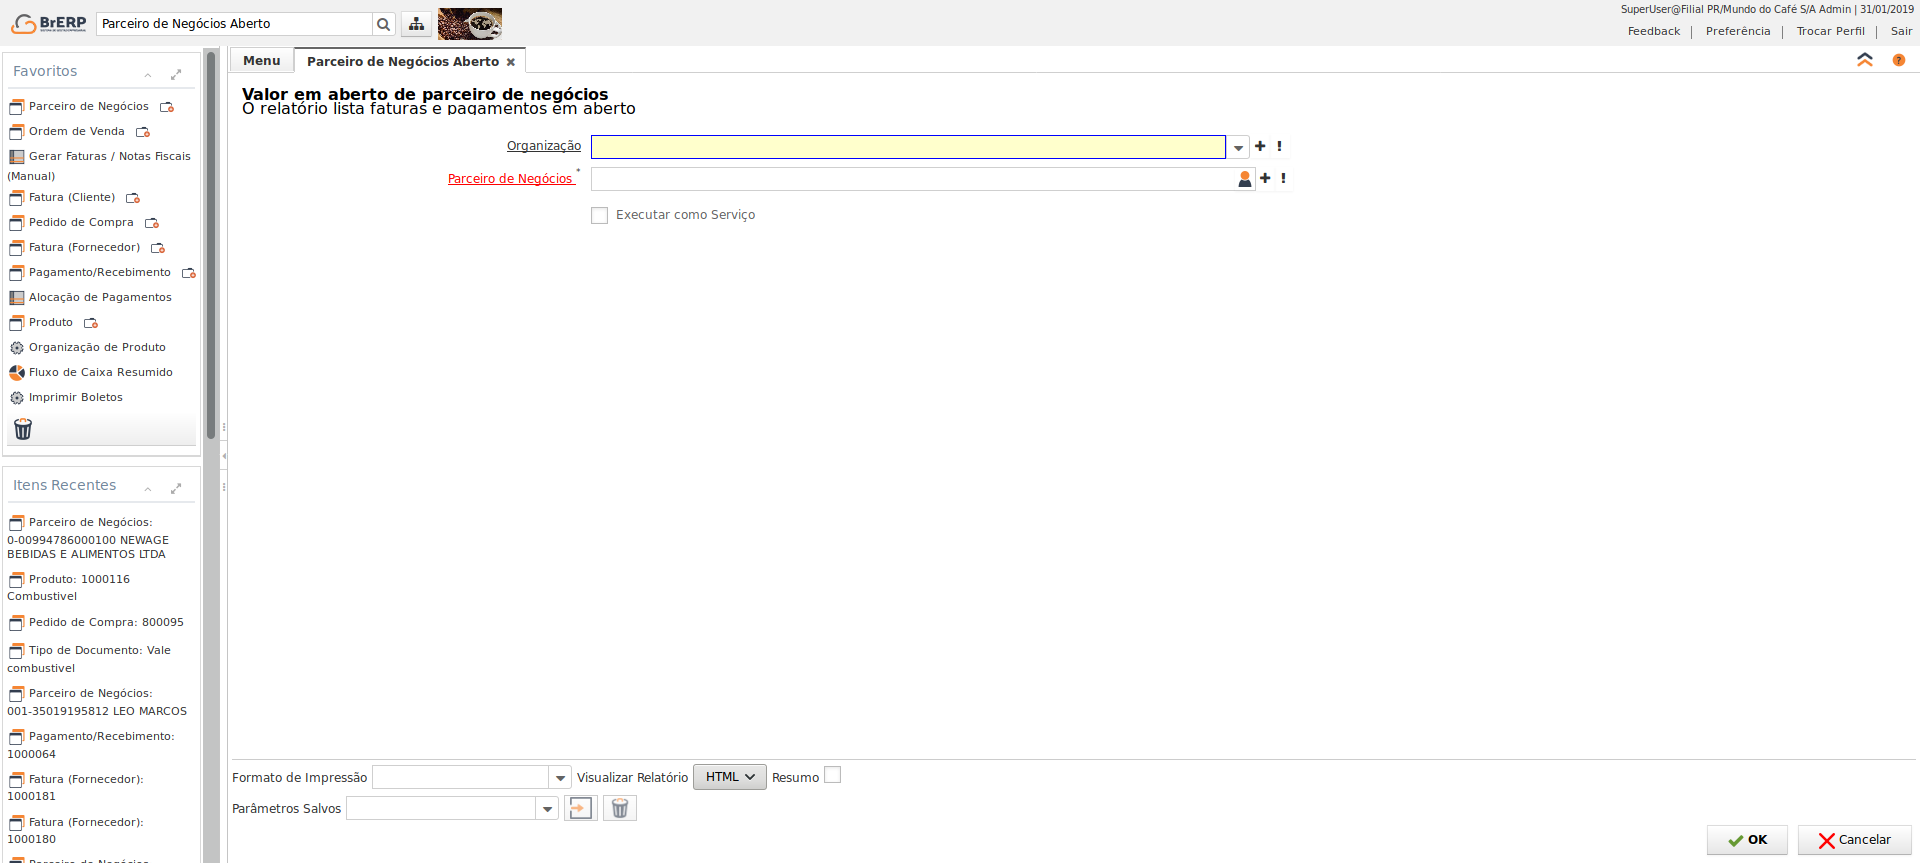 BrERP
Parceiro de Negócios Aberto
SuperUser@Filial PR/Mundo do Café S/A Admin | 31/01/2019
Feedback | Preferência | Trocar Perfil | Sair
Favoritos
Parceiro de Negócios
Ordem de Venda
Gerar Faturas / Notas Fiscais
(Manual)
Fatura (Cliente)
Pedido de Compra
Fatura (Fornecedor)
Pagamento/Recebimento
Alocação de Pagamentos
Produto
Organização de Produto
Fluxo de Caixa Resumido
Imprimir Boletos
Itens Recentes
Parceiro de Negócios:
0-00994786000100 NEWAGE
BEBIDAS E ALIMENTOS LTDA
Produto: 1000116
Combustivel
Pedido de Compra: 800095
Tipo de Documento: Vale
combustivel
Parceiro de Negócios:
001-35019195812 LEO MARCOS
Pagamento/Recebimento:
1000064
Fatura (Fornecedor):
1000181
Fatura (Fornecedor):
1000180
Parceiro de Negócios
Menu
Parceiro de Negócios Aberto
Valor em aberto de parceiro de negócios
O relatório lista faturas e pagamentos em aberto
Organização
Parceiro de Negócios *
Executar como Serviço
Formato de Impressão
Visualizar Relatório
HTML
Resumo
Parâmetros Salvos
OK
Cancelar